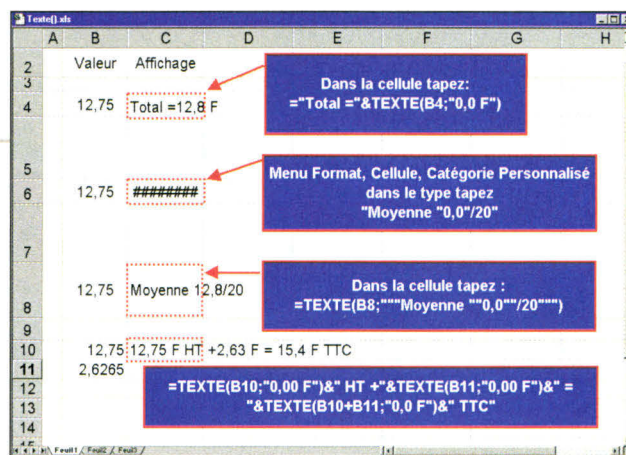 Texte().xls
A B C D E F G H
2 Valeur Affichage
3
Dans la cellule tapez:
="Total ="&TEXTE(B4;"0,0 F")
4 12,75 Total =12,8 F
5
Menu Format, Cellule, Catégorie Personnalisé
dans le type tapez
"Moyenne "0,0"/20"
6 12,75 ########
7
Dans la cellule tapez :
=TEXTE(B8;"""Moyenne ""0,0""/20""")
8 12,75 Moyenne 12,8/20
9
10 12,75 12,75 F HT +2,63 F = 15,4 F TTC
11 2,6265
12
=TEXTE(B10;"0,00 F")&" HT +"&TEXTE(B11;"0,00 F")&" =
"&TEXTE(B10+B11;"0,0 F")&" TTC"
13
14
15
Feuil1 / Feuil2 / Feuil3 /